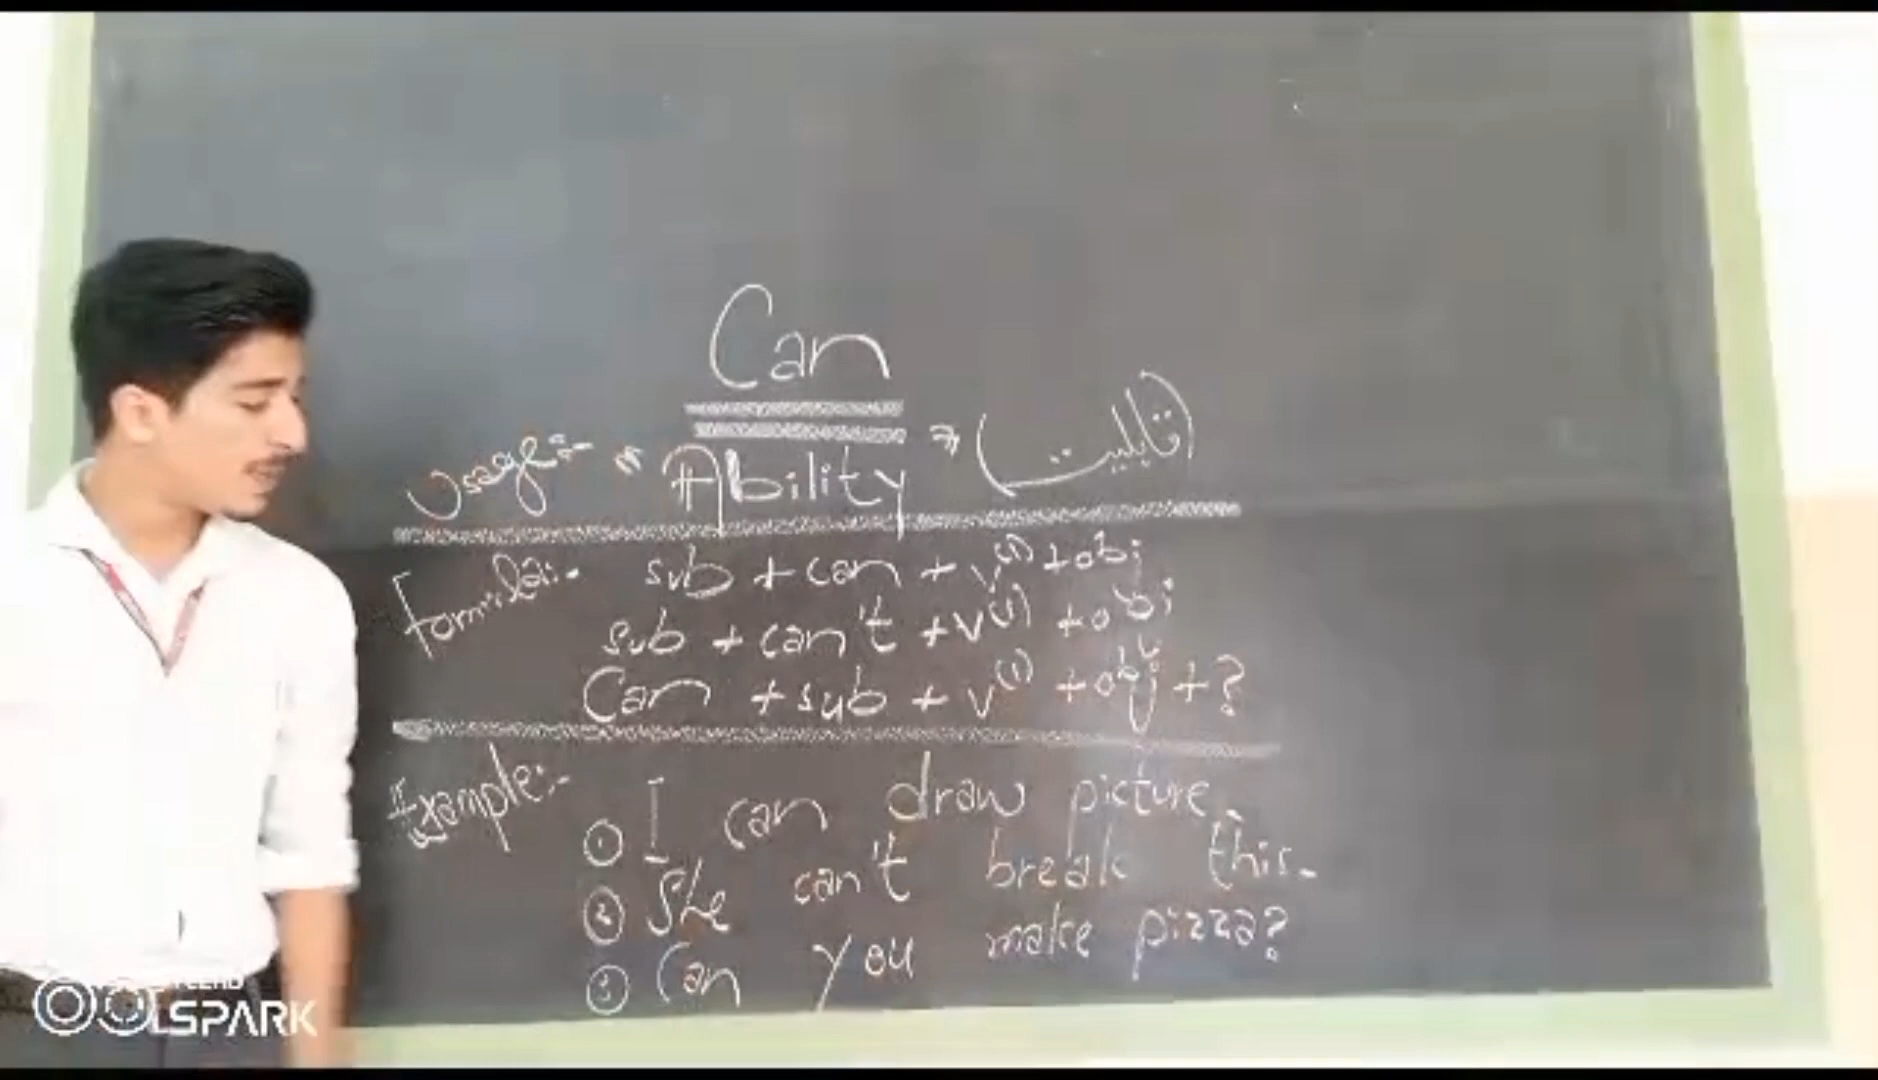 Can
Usage:- * Ability => (قابلیت)
Formula:- sub + can + v(1) + obj
sub + can't + v(1) + obj
Can + sub + v(1) + obj + ?
Example:- ① I can draw picture.
② She can't break this.
③ Can you make pizza?
SPARK